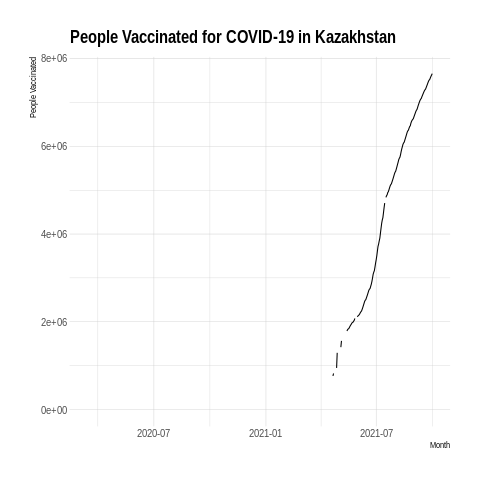 People Vaccinated for COVID-19 in Kazakhstan
People Vaccinated
8e+06
6e+06
4e+06
2e+06
0e+00
2020-07
2021-01
2021-07
Month